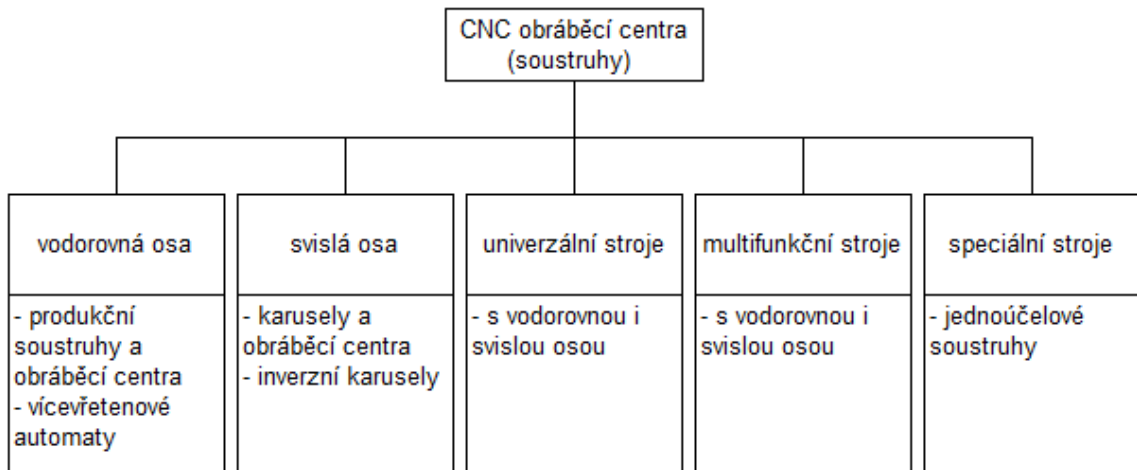 CNC obráběcí centra
(soustruhy)
vodorovná osa
- produkční
soustruhy a
obráběcí centra
- vícevřetenové
automaty
svislá osa
- karusely a
obráběcí centra
- inverzní karusely
univerzální stroje
- s vodorovnou i
svislou osou
multifunkční stroje
- s vodorovnou i
svislou osou
speciální stroje
- jednoúčelové
soustruhy